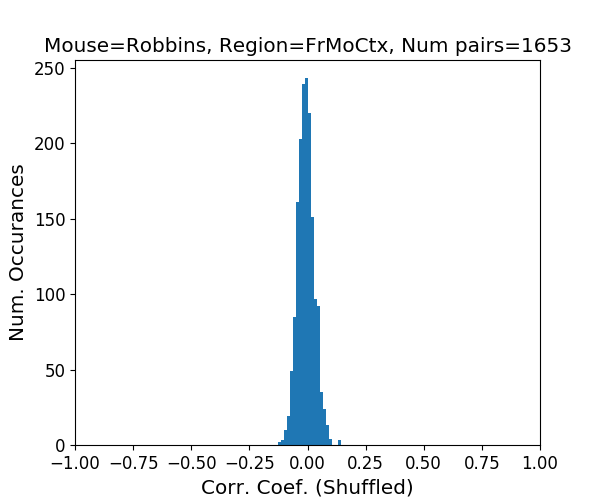 Mouse=Robbins, Region=FrMoCtx, Num pairs=1653
250
200
150
100
50
0
Num. Occurances
−1.00 −0.75 −0.50 −0.25 0.00 0.25 0.50 0.75 1.00
Corr. Coef. (Shuffled)